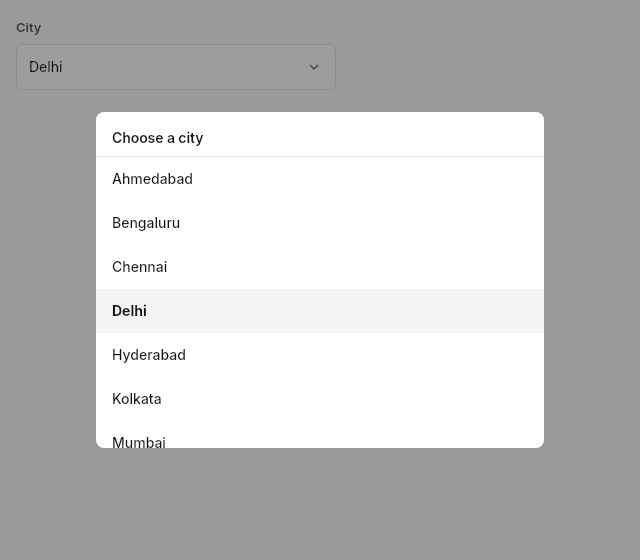 City
Delhi
Choose a city
Ahmedabad
Bengaluru
Chennai
Delhi
Hyderabad
Kolkata
Mumbai